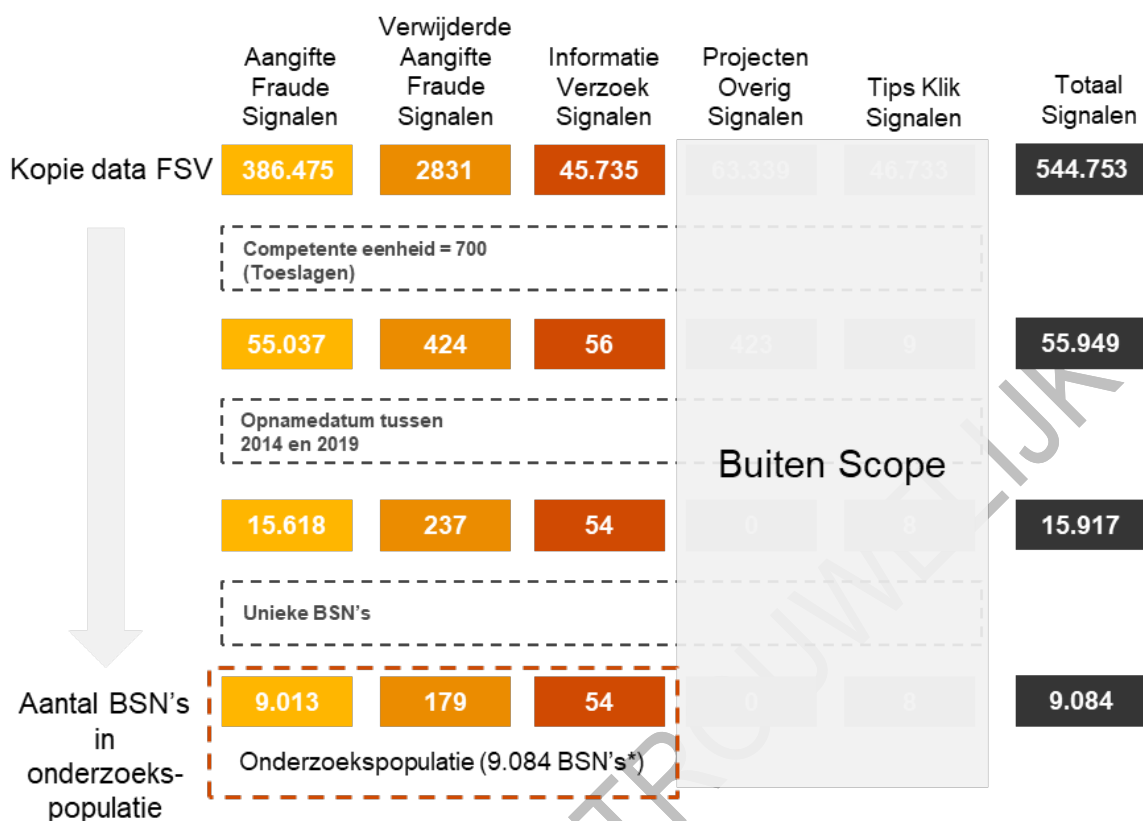 Aangifte
Fraude
Signalen
Verwijderde
Aangifte
Fraude
Signalen
Informatie
Verzoek
Signalen
Projecten
Overig
Signalen
Tips Klik
Signalen
Totaal
Signalen
Kopie data FSV
386.475
2831
45.735
63.339
46.733
544.753
Competente eenheid = 700
(Toeslagen)
55.037
424
56
423
9
55.949
Opnamedatum tussen
2014 en 2019
Buiten Scope
15.618
237
54
0
8
15.917
Unieke BSN's
Aantal BSN's
in
onderzoeks-
populatie
9.013
179
54
0
8
9.084
Onderzoekspopulatie (9.084 BSN's*)
TROUWELIJK